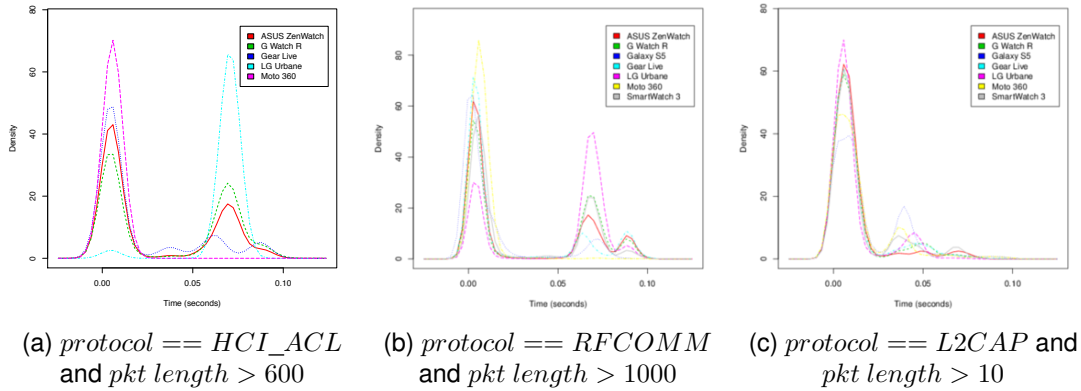 80
60
40
20
0
Density
0.00
0.05
0.10
Time (seconds)
ASUS ZenWatch
G Watch R
Gear Live
LG Urbane
Moto 360
(a) protocol == HCI_ACL
and pkt length > 600
80
60
40
20
0
Density
0.00
0.05
0.10
Time (seconds)
ASUS ZenWatch
G Watch R
Galaxy S5
Gear Live
LG Urbane
Moto 360
SmartWatch 3
(b) protocol == RFCOMM
and pkt length > 1000
80
60
40
20
0
Density
0.00
0.05
0.10
Time (seconds)
ASUS ZenWatch
G Watch R
Galaxy S5
Gear Live
LG Urbane
Moto 360
SmartWatch 3
(c) protocol == L2CAP and
pkt length > 10